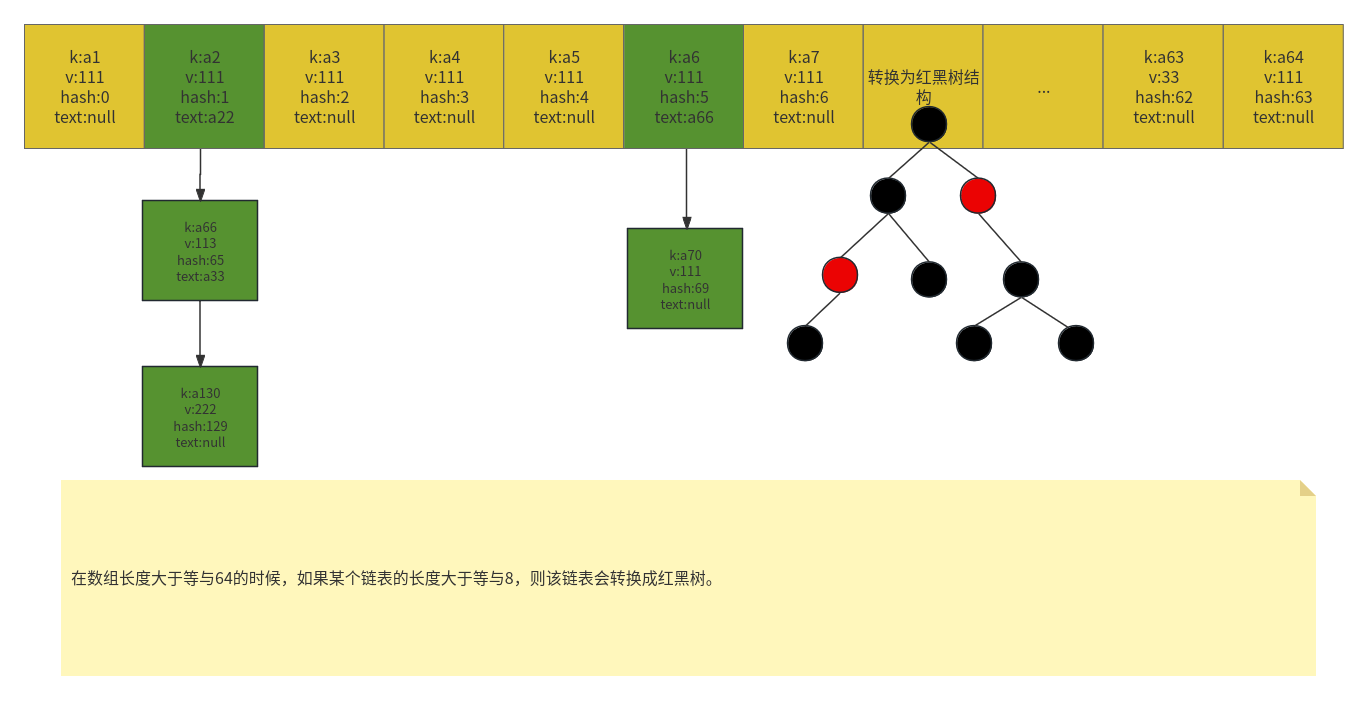 k:a1
v:111
hash:0
text:null
k:a2
v:111
hash:1
text:a22
k:a3
v:111
hash:2
text:null
k:a4
v:111
hash:3
text:null
k:a5
v:111
hash:4
text:null
k:a6
v:111
hash:5
text:a66
k:a7
v:111
hash:6
text:null
转换为红黑树结
构
...
k:a63
v:33
hash:62
text:null
k:a64
v:111
hash:63
text:null
k:a66
v:113
hash:65
text:a33
k:a70
v:111
hash:69
text:null
k:a130
v:222
hash:129
text:null
在数组长度大于等与64的时候，如果某个链表的长度大于等与8，则该链表会转换成红黑树。